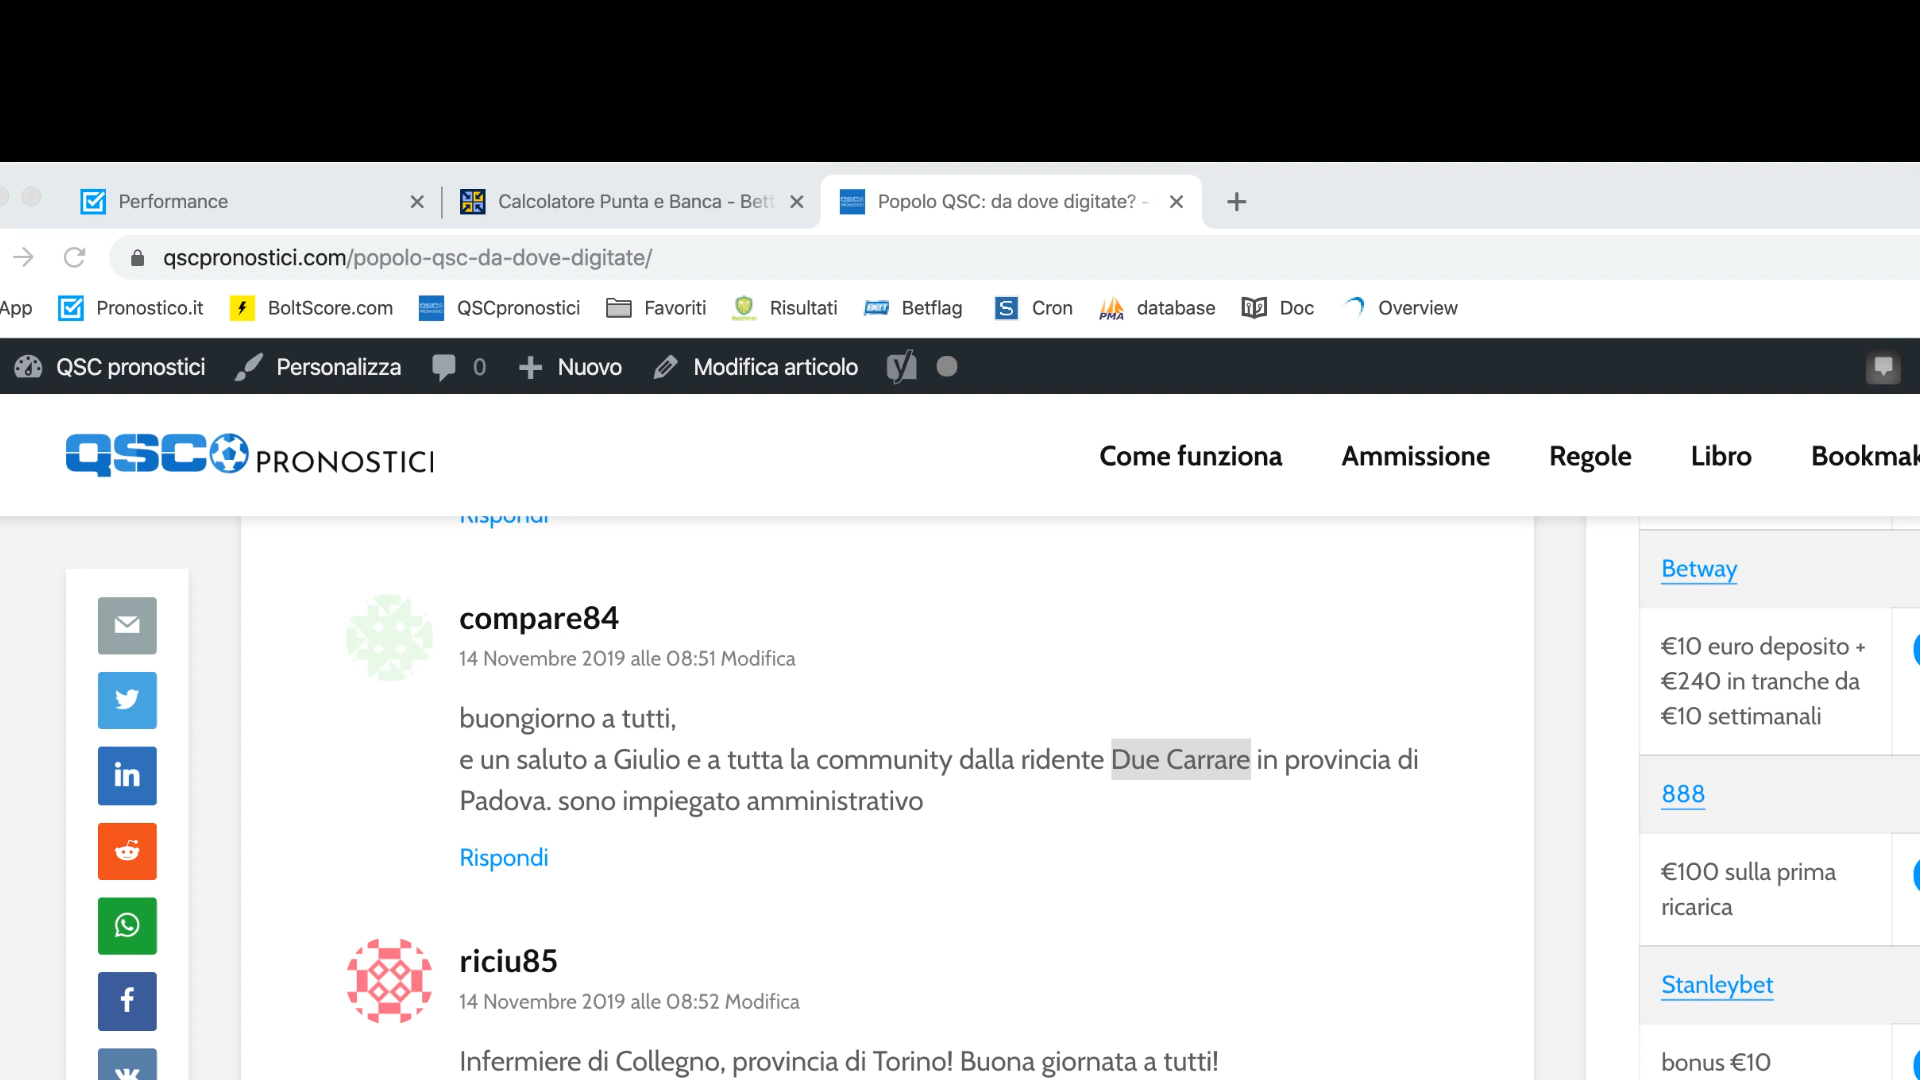 Performance
Calcolatore Punta e Banca - Bett
Popolo QSC: da dove digitate? -
qscpronostici.com/popolo-qsc-da-dove-digitate/
App
Pronostico.it
BoltScore.com
QSCpronostici
Favoriti
Risultati
Betflag
Cron
database
Doc
Overview
QSC pronostici
Personalizza
0
Nuovo
Modifica articolo
QSC PRONOSTICI
Come funziona
Ammissione
Regole
Libro
Bookmak
Rispondi
compare84
14 Novembre 2019 alle 08:51 Modifica
buongiorno a tutti,
e un saluto a Giulio e a tutta la community dalla ridente Due Carrare in provincia di
Padova. sono impiegato amministrativo
Rispondi
riciu85
14 Novembre 2019 alle 08:52 Modifica
Infermiere di Collegno, provincia di Torino! Buona giornata a tutti!
Betway
€10 euro deposito +
€240 in tranche da
€10 settimanali
888
€100 sulla prima
ricarica
Stanleybet
bonus €10